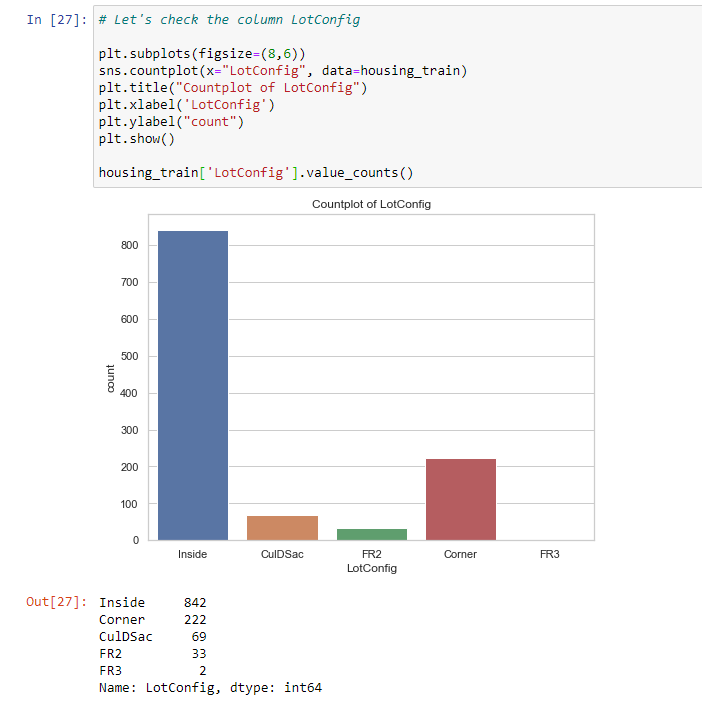 In [27]: # Let's check the column LotConfig
plt.subplots(figsize=(8,6))
sns.countplot(x="LotConfig", data=housing_train)
plt.title("Countplot of LotConfig")
plt.xlabel('LotConfig')
plt.ylabel("count")
plt.show()
housing_train['LotConfig'].value_counts()
Countplot of LotConfig
800
700
600
500
400
300
200
100
0
count
Inside CulDSac FR2 Corner FR3
LotConfig
Out[27]: Inside 842
Corner 222
CulDSac 69
FR2 33
FR3 2
Name: LotConfig, dtype: int64